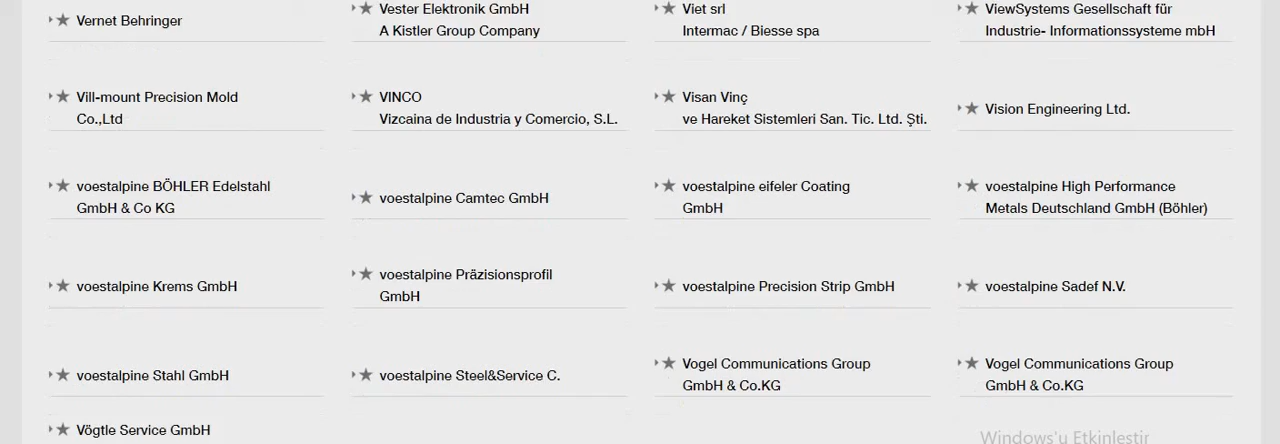 Vernet Behringer
Vester Elektronik GmbH
A Kistler Group Company
Viet srl
Intermac / Biesse spa
ViewSystems Gesellschaft für
Industrie- Informationssysteme mbH
Vill-mount Precision Mold
Co.,Ltd
VINCO
Vizcaina de Industria y Comercio, S.L.
Visan Vinç
ve Hareket Sistemleri San. Tic. Ltd. Şti.
Vision Engineering Ltd.
voestalpine BÖHLER Edelstahl
GmbH & Co KG
voestalpine Camtec GmbH
voestalpine eifeler Coating
GmbH
voestalpine High Performance
Metals Deutschland GmbH (Böhler)
voestalpine Krems GmbH
voestalpine Präzisionsprofil
GmbH
voestalpine Precision Strip GmbH
voestalpine Sadef N.V.
voestalpine Stahl GmbH
voestalpine Steel&Service C.
Vogel Communications Group
GmbH & Co.KG
Vogel Communications Group
GmbH & Co.KG
Vögtle Service GmbH
Windows'u Etkinleştir